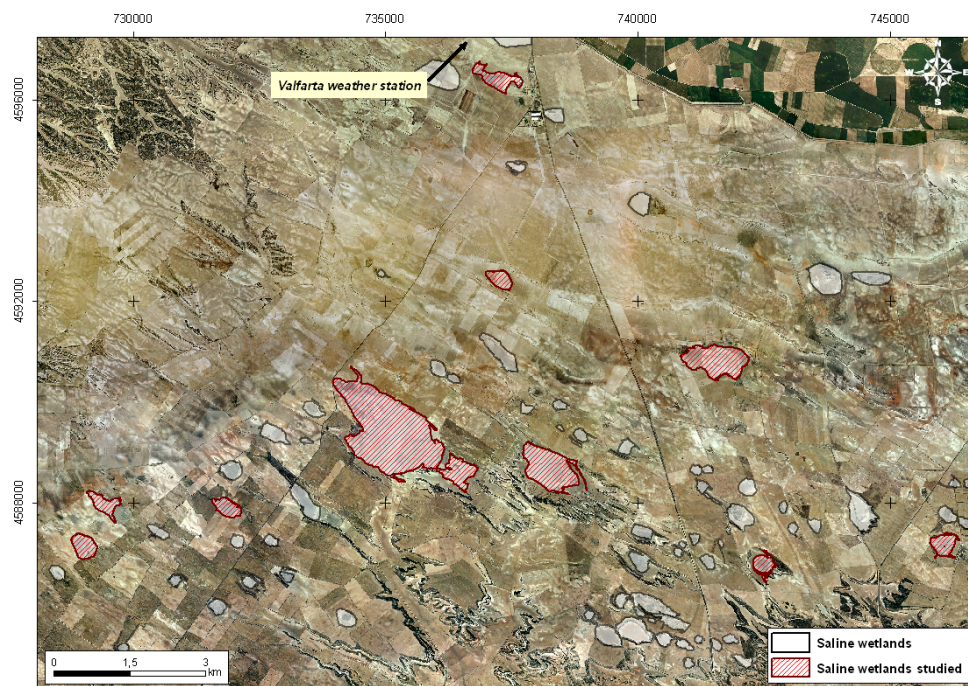 730000
735000
740000
745000
Valfarta weather station
N
W
E
S
4596000
4592000
4588000
0
1,5
3
km
Saline wetlands
Saline wetlands studied